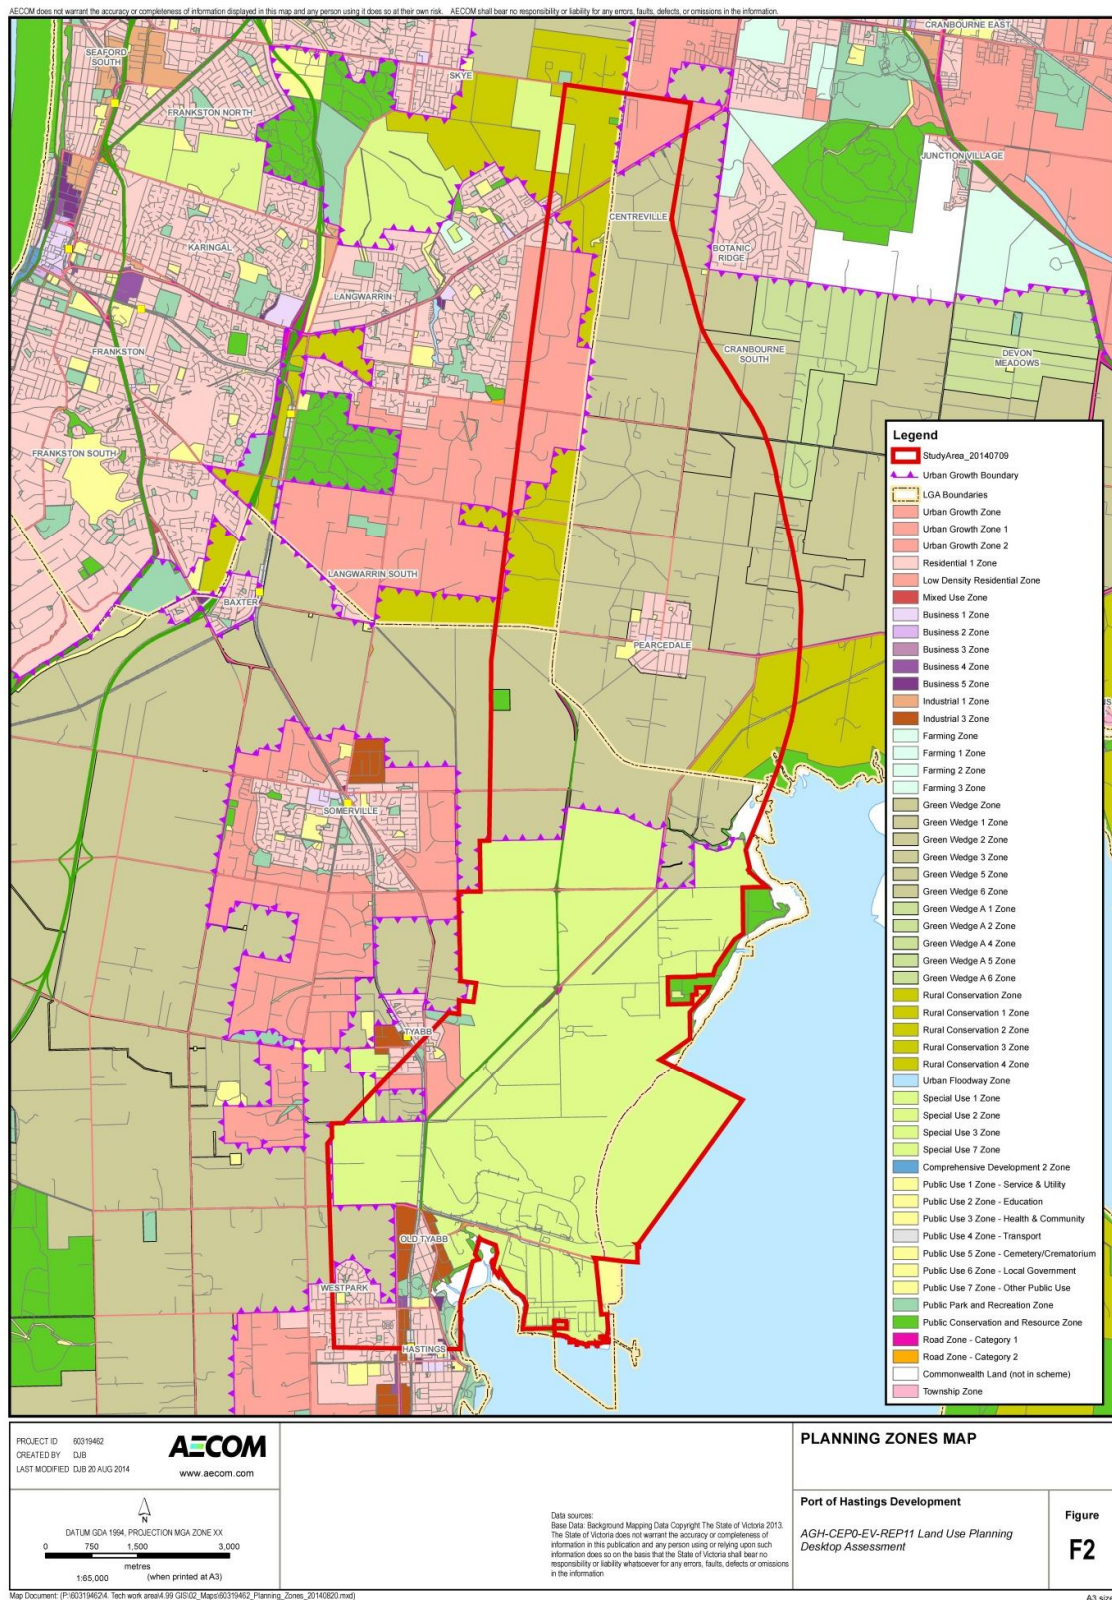 AECOM does not warrant the accuracy or completeness of information displayed in this map and any person using it does so at their own risk. AECOM shall bear no responsibility or liability for any errors, faults, defects, or omissions in the information.
CRANBOURNE EAST
SEAFORD
SOUTH
SKYE
FRANKSTON NORTH
JUNCTION VILLAGE
CENTREVILLE
KARINGAL
BOTANIC
RIDGE
LANGWARRIN
FRANKSTON
CRANBOURNE
SOUTH
DEVON
MEADOWS
FRANKSTON SOUTH
LANGWARRIN SOUTH
BAXTER
PEARCEDALE
SOMERVILLE
TYABB
OLD TYABB
WESTPARK
HASTINGS
Legend
StudyArea_20140709
Urban Growth Boundary
LGA Boundaries
Urban Growth Zone
Urban Growth Zone 1
Urban Growth Zone 2
Residential 1 Zone
Low Density Residential Zone
Mixed Use Zone
Business 1 Zone
Business 2 Zone
Business 3 Zone
Business 4 Zone
Business 5 Zone
Industrial 1 Zone
Industrial 3 Zone
Farming Zone
Farming 1 Zone
Farming 2 Zone
Farming 3 Zone
Green Wedge Zone
Green Wedge 1 Zone
Green Wedge 2 Zone
Green Wedge 3 Zone
Green Wedge 5 Zone
Green Wedge 6 Zone
Green Wedge A 1 Zone
Green Wedge A 2 Zone
Green Wedge A 4 Zone
Green Wedge A 5 Zone
Green Wedge A 6 Zone
Rural Conservation Zone
Rural Conservation 1 Zone
Rural Conservation 2 Zone
Rural Conservation 3 Zone
Rural Conservation 4 Zone
Urban Floodway Zone
Special Use 1 Zone
Special Use 2 Zone
Special Use 3 Zone
Special Use 7 Zone
Comprehensive Development 2 Zone
Public Use 1 Zone - Service & Utility
Public Use 2 Zone - Education
Public Use 3 Zone - Health & Community
Public Use 4 Zone - Transport
Public Use 5 Zone - Cemetery/Crematorium
Public Use 6 Zone - Local Government
Public Use 7 Zone - Other Public Use
Public Park and Recreation Zone
Public Conservation and Resource Zone
Road Zone - Category 1
Road Zone - Category 2
Commonwealth Land (not in scheme)
Township Zone
PROJECT ID 60319462
CREATED BY DJB
LAST MODIFIED DJB 20 AUG 2014
AECOM
www.aecom.com
N
DATUM GDA 1994, PROJECTION MGA ZONE XX
0 750 1,500 3,000
metres
1:65,000 (when printed at A3)
Data sources:
Base Data: Background Mapping Data Copyright The State of Victoria 2013.
The State of Victoria does not warrant the accuracy or completeness of
information in this publication and any person using or relying upon such
information does so on the basis that the State of Victoria shall bear no
responsibility or liability whatsoever for any errors, faults, defects or omissions
in the information
PLANNING ZONES MAP
Port of Hastings Development
AGH-CEP0-EV-REP11 Land Use Planning
Desktop Assessment
Figure
F2
Map Document: (P:\60319462\4. Tech work area\4.99 GIS\02_Maps\60319462_Planning_Zones_20140820.mxd)
A3 size